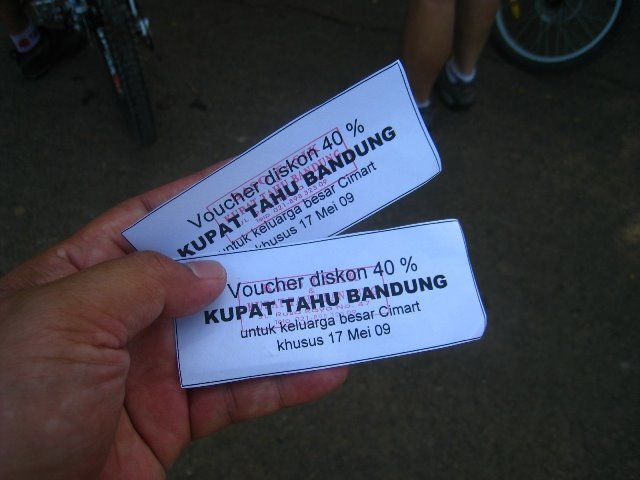 Voucher diskon 40 %
KUPAT TAHU BANDUNG
untuk keluarga besar Cimart
khusus 17 Mei 09
Voucher diskon 40 %
KUPAT TAHU BANDUNG
untuk keluarga besar Cimart
khusus 17 Mei 09